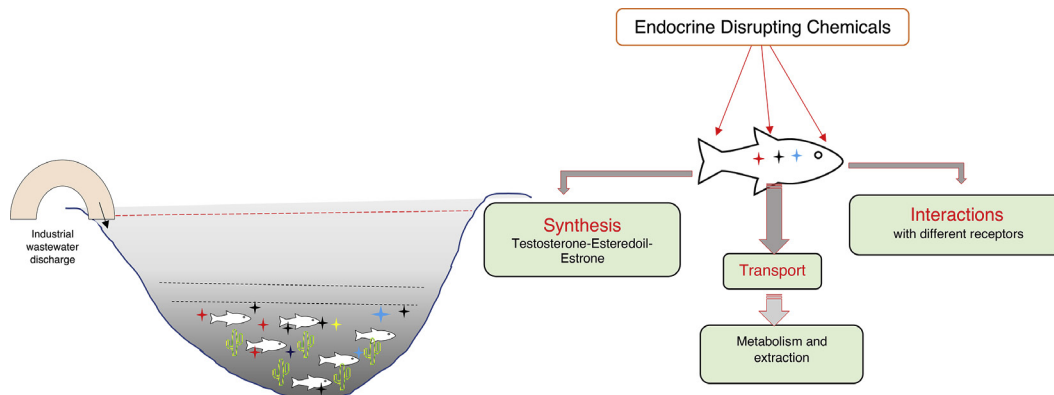 Endocrine Disrupting Chemicals
Industrial
wastewater
discharge
Synthesis
Testosterone-Esteredoil-
Estrone
Interactions
with different receptors
Transport
Metabolism and
extraction